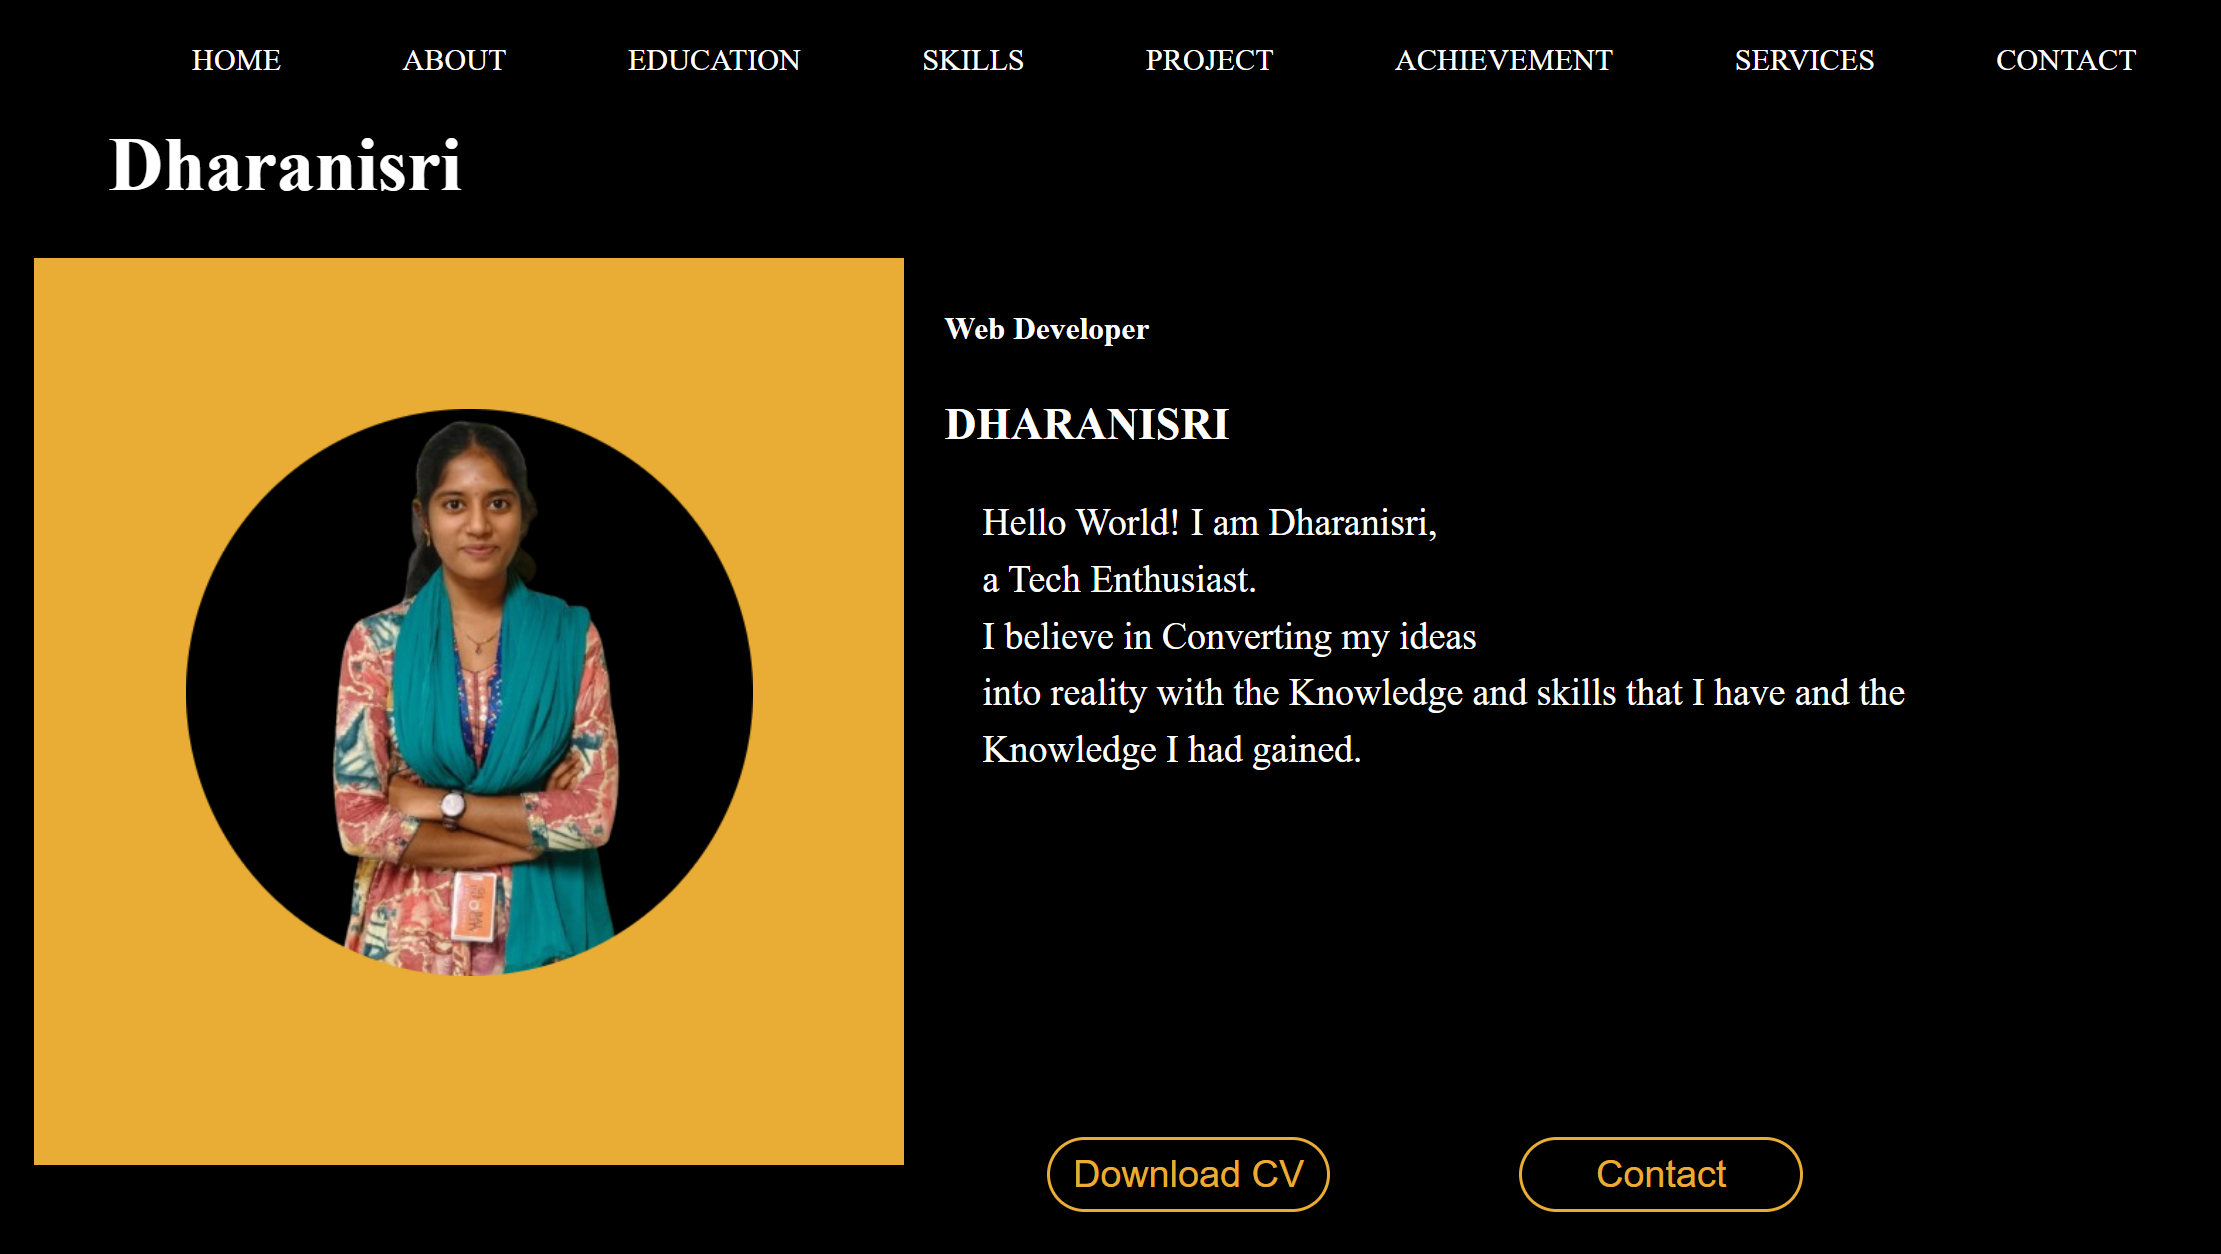 HOME ABOUT EDUCATION SKILLS PROJECT ACHIEVEMENT SERVICES CONTACT
Dharanisri
Web Developer
DHARANISRI
Hello World! I am Dharanisri,
a Tech Enthusiast.
I believe in Converting my ideas
into reality with the Knowledge and skills that I have and the
Knowledge I had gained.
Download CV Contact